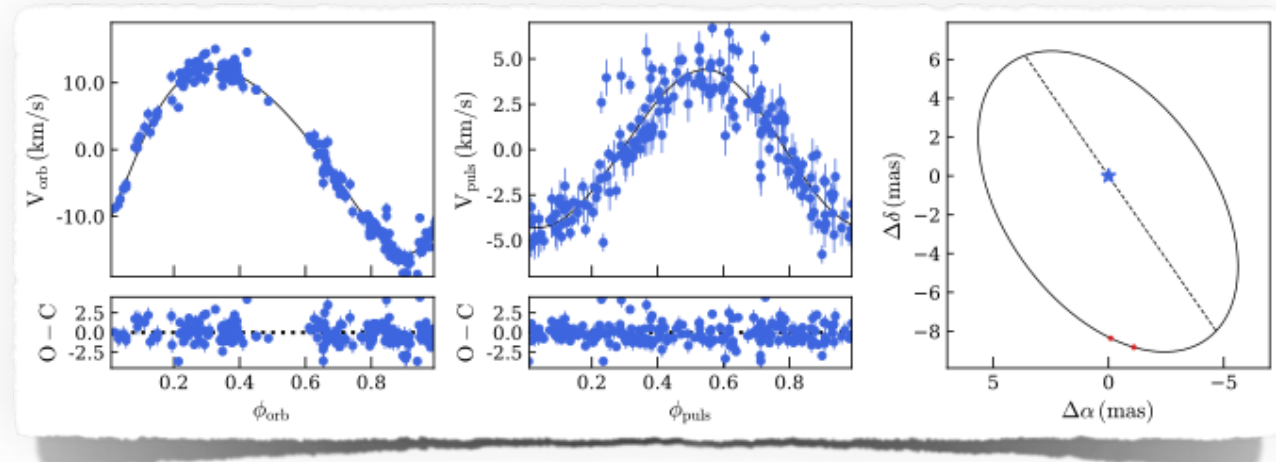 V_orb (km/s)
10.0
0.0
-10.0
O − C
2.5
0.0
-2.5
0.2 0.4 0.6 0.8
ϕ_orb
V_puls (km/s)
5.0
2.5
0.0
-2.5
-5.0
O − C
2.5
0.0
-2.5
0.2 0.4 0.6 0.8
ϕ_puls
Δδ (mas)
6
4
2
0
−2
−4
−6
−8
5 0 −5
Δα (mas)